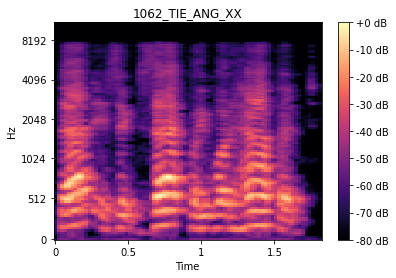 1062_TIE_ANG_XX
+0 dB
8192
-10 dB
4096
-20 dB
-30 dB
2048
Hz
-40 dB
1024
-50 dB
512
-60 dB
-70 dB
0
-80 dB
0
0.5
1
1.5
Time